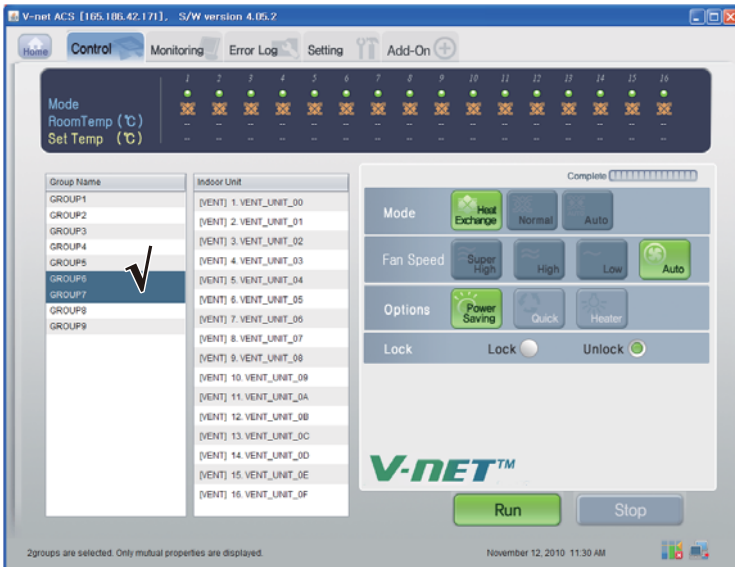 V-net ACS [165.186.42.171], S/W version 4.05.2
Home Control Monitoring Error Log Setting Add-On
1 2 3 4 5 6 7 8 9 10 11 12 13 14 15 16
Mode
RoomTemp (℃) -- -- -- -- -- -- -- -- -- -- -- -- -- -- -- --
Set Temp (℃) -- -- -- -- -- -- -- -- -- -- -- -- -- -- -- --
Group Name
GROUP1
GROUP2
GROUP3
GROUP4
GROUP5
GROUP6
GROUP7
GROUP8
GROUP9
Indoor Unit
[VENT] 1. VENT_UNIT_00
[VENT] 2. VENT_UNIT_01
[VENT] 3. VENT_UNIT_02
[VENT] 4. VENT_UNIT_03
[VENT] 5. VENT_UNIT_04
[VENT] 6. VENT_UNIT_05
[VENT] 7. VENT_UNIT_06
[VENT] 8. VENT_UNIT_07
[VENT] 9. VENT_UNIT_08
[VENT] 10. VENT_UNIT_09
[VENT] 11. VENT_UNIT_0A
[VENT] 12. VENT_UNIT_0B
[VENT] 13. VENT_UNIT_0C
[VENT] 14. VENT_UNIT_0D
[VENT] 15. VENT_UNIT_0E
[VENT] 16. VENT_UNIT_0F
Complete
Mode Heat Exchange Normal Auto
Fan Speed Super High High Low Auto
Options Power Saving Quick Heater
Lock Lock Unlock
V-NET™
Run Stop
2groups are selected. Only mutual properties are displayed.
November 12, 2010 11:30 AM